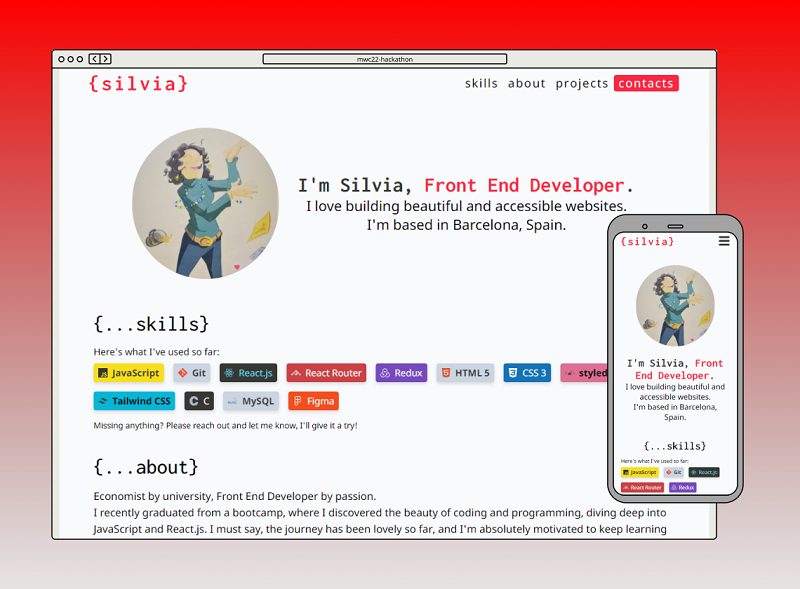 mwc22-hackathon
{silvia}
skills about projects contacts
I'm Silvia, Front End Developer.
I love building beautiful and accessible websites.
I'm based in Barcelona, Spain.
{...skills}
Here's what I've used so far:
JavaScript Git React.js React Router Redux HTML 5 CSS 3 styled
Tailwind CSS C MySQL Figma
Missing anything? Please reach out and let me know, I'll give it a try!
{...about}
Economist by university, Front End Developer by passion.
I recently graduated from a bootcamp, where I discovered the beauty of coding and programming, diving deep into
JavaScript and React.js. I must say, the journey has been lovely so far, and I'm absolutely motivated to keep learning
{silvia}
I'm Silvia, Front
End Developer.
I love building beautiful and
accessible websites.
I'm based in Barcelona,
Spain.
{...skills}
Here's what I've used so far:
JavaScript Git React.js
React Router Redux